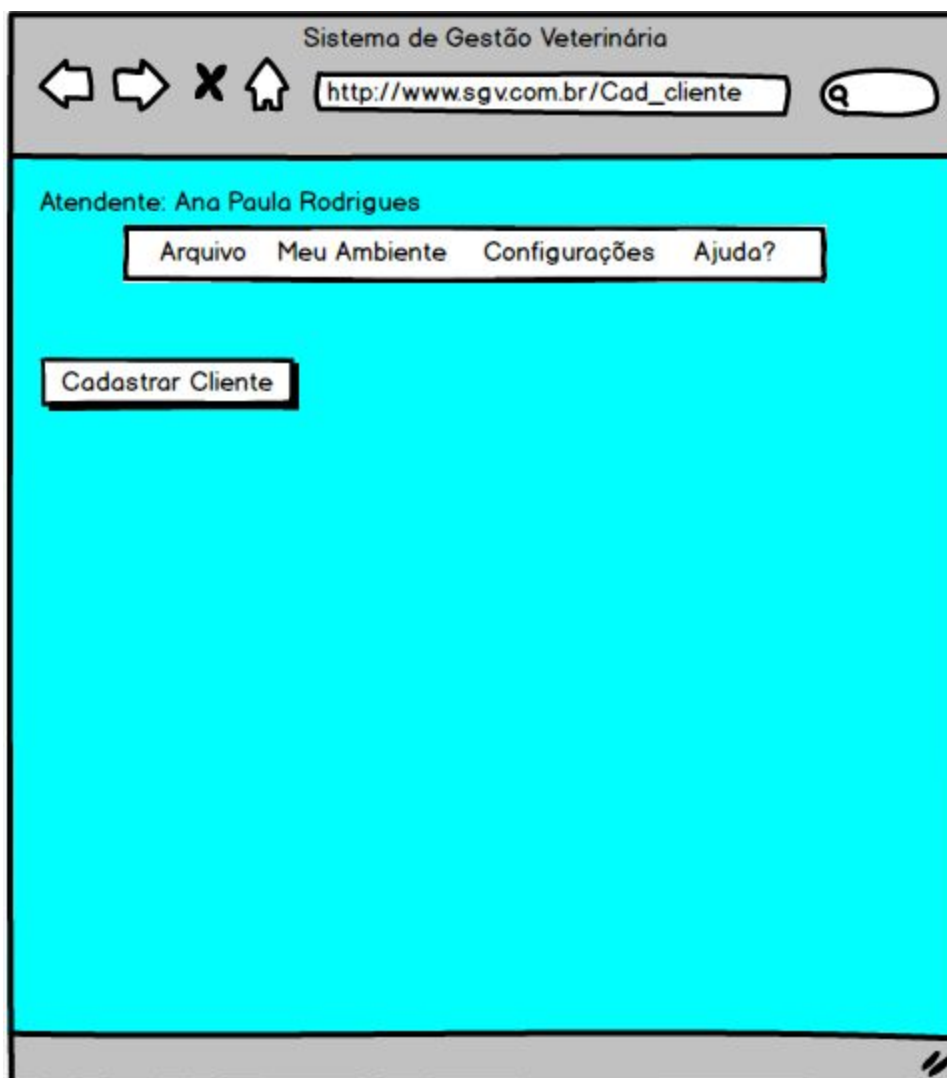 Sistema de Gestão Veterinária
http://www.sgv.com.br/Cad_cliente
Atendente: Ana Paula Rodrigues
Arquivo Meu Ambiente Configurações Ajuda?
Cadastrar Cliente